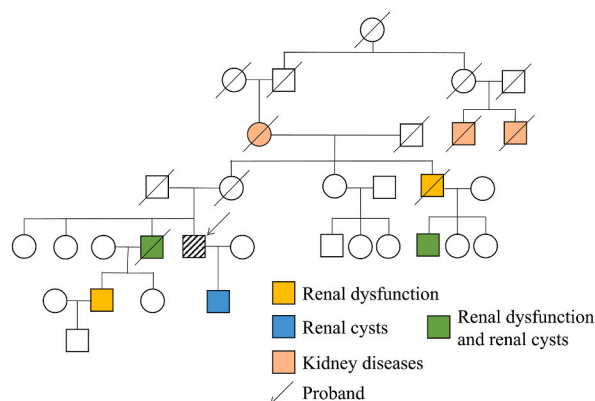 Renal dysfunction
Renal cysts
Renal dysfunction
and renal cysts
Kidney diseases
Proband